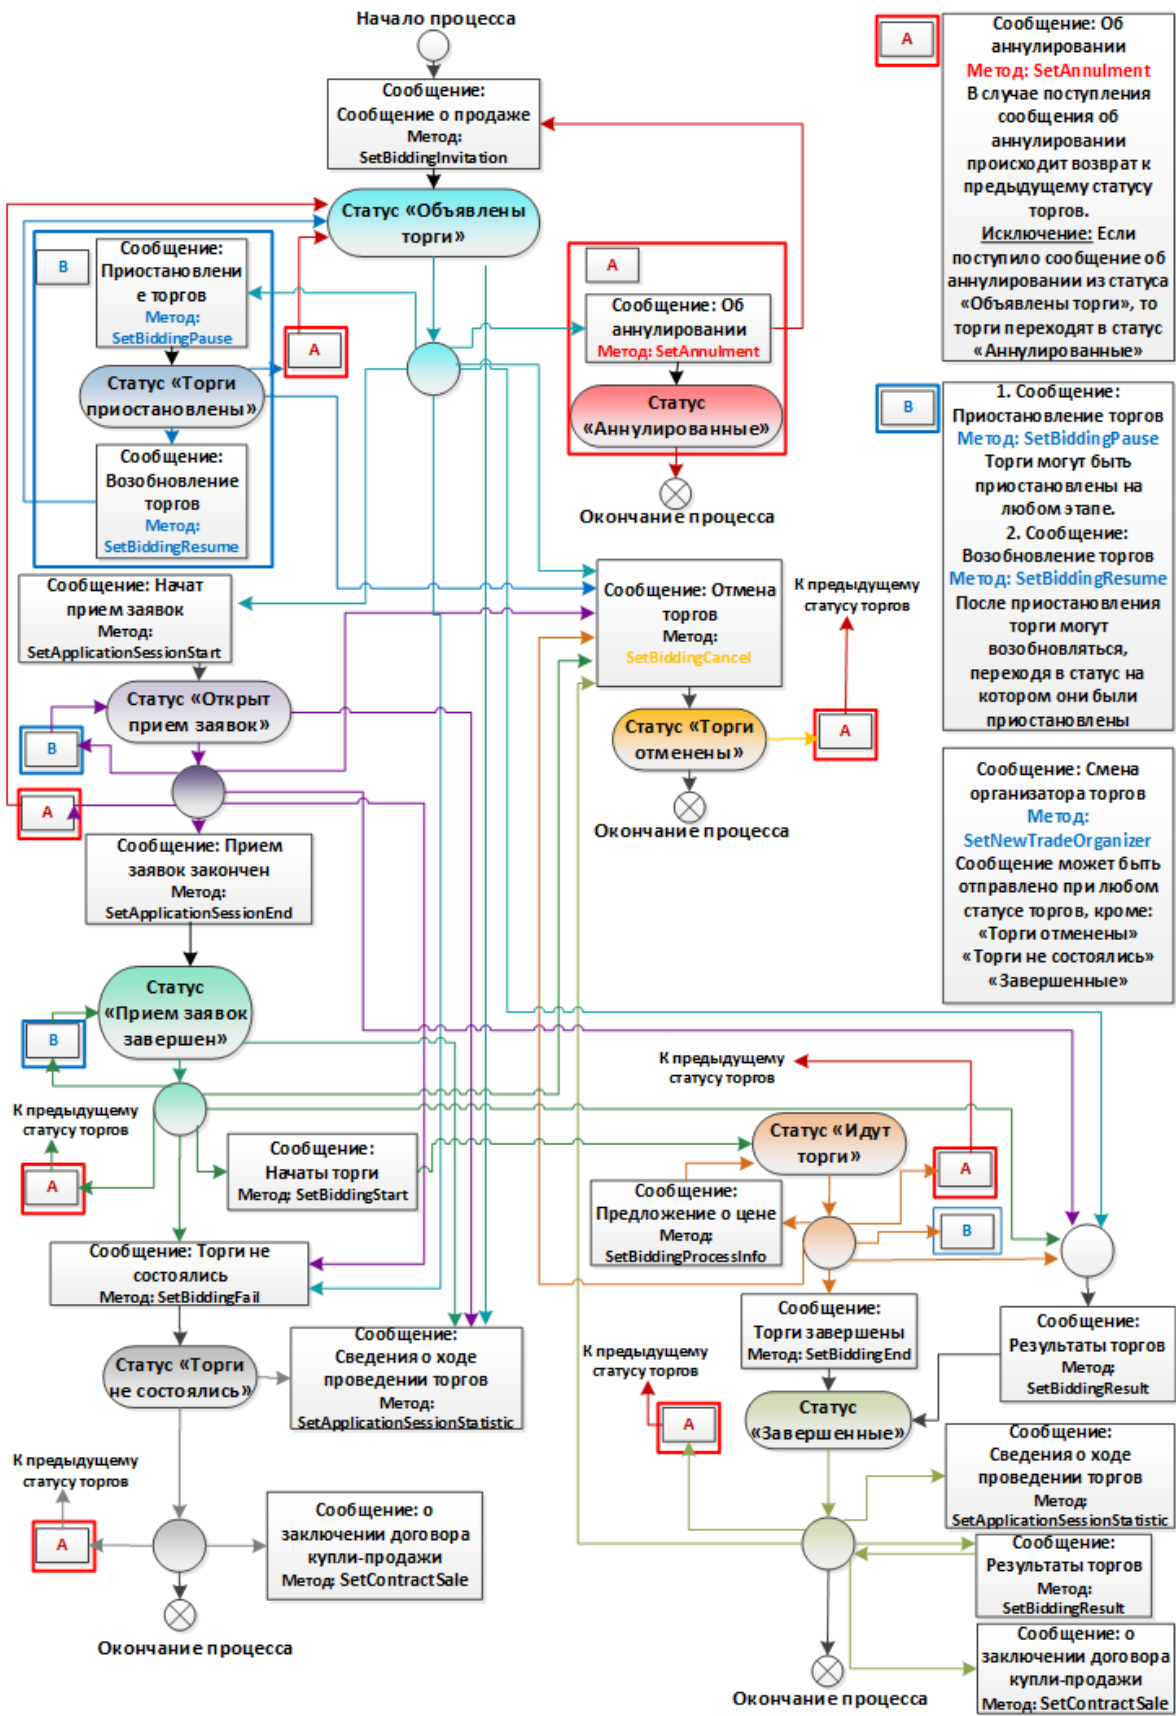 Начало процесса
Сообщение:
Сообщение о продаже
Метод:
SetBiddingInvitation
Статус «Объявлены
торги»
B
Сообщение:
Приостановлени
е торгов
Метод:
SetBiddingPause
A
Статус «Торги
приостановлены»
Сообщение:
Возобновление
торгов
Метод:
SetBiddingResume
A
Сообщение: Об
аннулировании
Метод: SetAnnulment
Статус
«Аннулированные»
Окончание процесса
A
Сообщение: Об
аннулировании
Метод: SetAnnulment
В случае поступления
сообщения об
аннулировании
происходит возврат к
предыдущему статусу
торгов.
Исключение: Если
поступило сообщение об
аннулировании из статуса
«Объявлены торги», то
торги переходят в статус
«Аннулированные»
B
1. Сообщение:
Приостановление торгов
Метод: SetBiddingPause
Торги могут быть
приостановлены на
любом этапе.
2. Сообщение:
Возобновление торгов
Метод: SetBiddingResume
После приостановления
торги могут
возобновляться,
переходя в статус на
котором они были
приостановлены
Сообщение: Смена
организатора торгов
Метод:
SetNewTradeOrganizer
Сообщение может быть
отправлено при любом
статусе торгов, кроме:
«Торги отменены»
«Торги не состоялись»
«Завершенные»
Сообщение: Начат
прием заявок
Метод:
SetApplicationSessionStart
Статус «Открыт
прием заявок»
B
A
Сообщение: Отмена
торгов
Метод:
SetBiddingCancel
К предыдущему
статусу торгов
Статус «Торги
отменены»
A
Окончание процесса
Сообщение: Прием
заявок закончен
Метод:
SetApplicationSessionEnd
Статус
«Прием заявок
завершен»
B
К предыдущему
статусу торгов
A
Сообщение:
Начаты торги
Метод: SetBiddingStart
К предыдущему
статусу торгов
Статус «Идут
торги»
A
Сообщение:
Предложение о цене
Метод:
SetBiddingProcessInfo
B
Сообщение: Торги не
состоялись
Метод: SetBiddingFail
Сообщение:
Торги завершены
Метод: SetBiddingEnd
Сообщение:
Результаты торгов
Метод:
SetBiddingResult
Статус «Торги
не состоялись»
Сообщение:
Сведения о ходе
проведении торгов
Метод:
SetApplicationSessionStatistic
К предыдущему
статусу торгов
A
Статус
«Завершенные»
Сообщение:
Сведения о ходе
проведении торгов
Метод:
SetApplicationSessionStatistic
К предыдущему
статусу торгов
A
Сообщение: о
заключении договора
купли-продажи
Метод: SetContractSale
Окончание процесса
Сообщение:
Результаты торгов
Метод:
SetBiddingResult
Сообщение: о
заключении договора
купли-продажи
Метод: SetContractSale
Окончание процесса